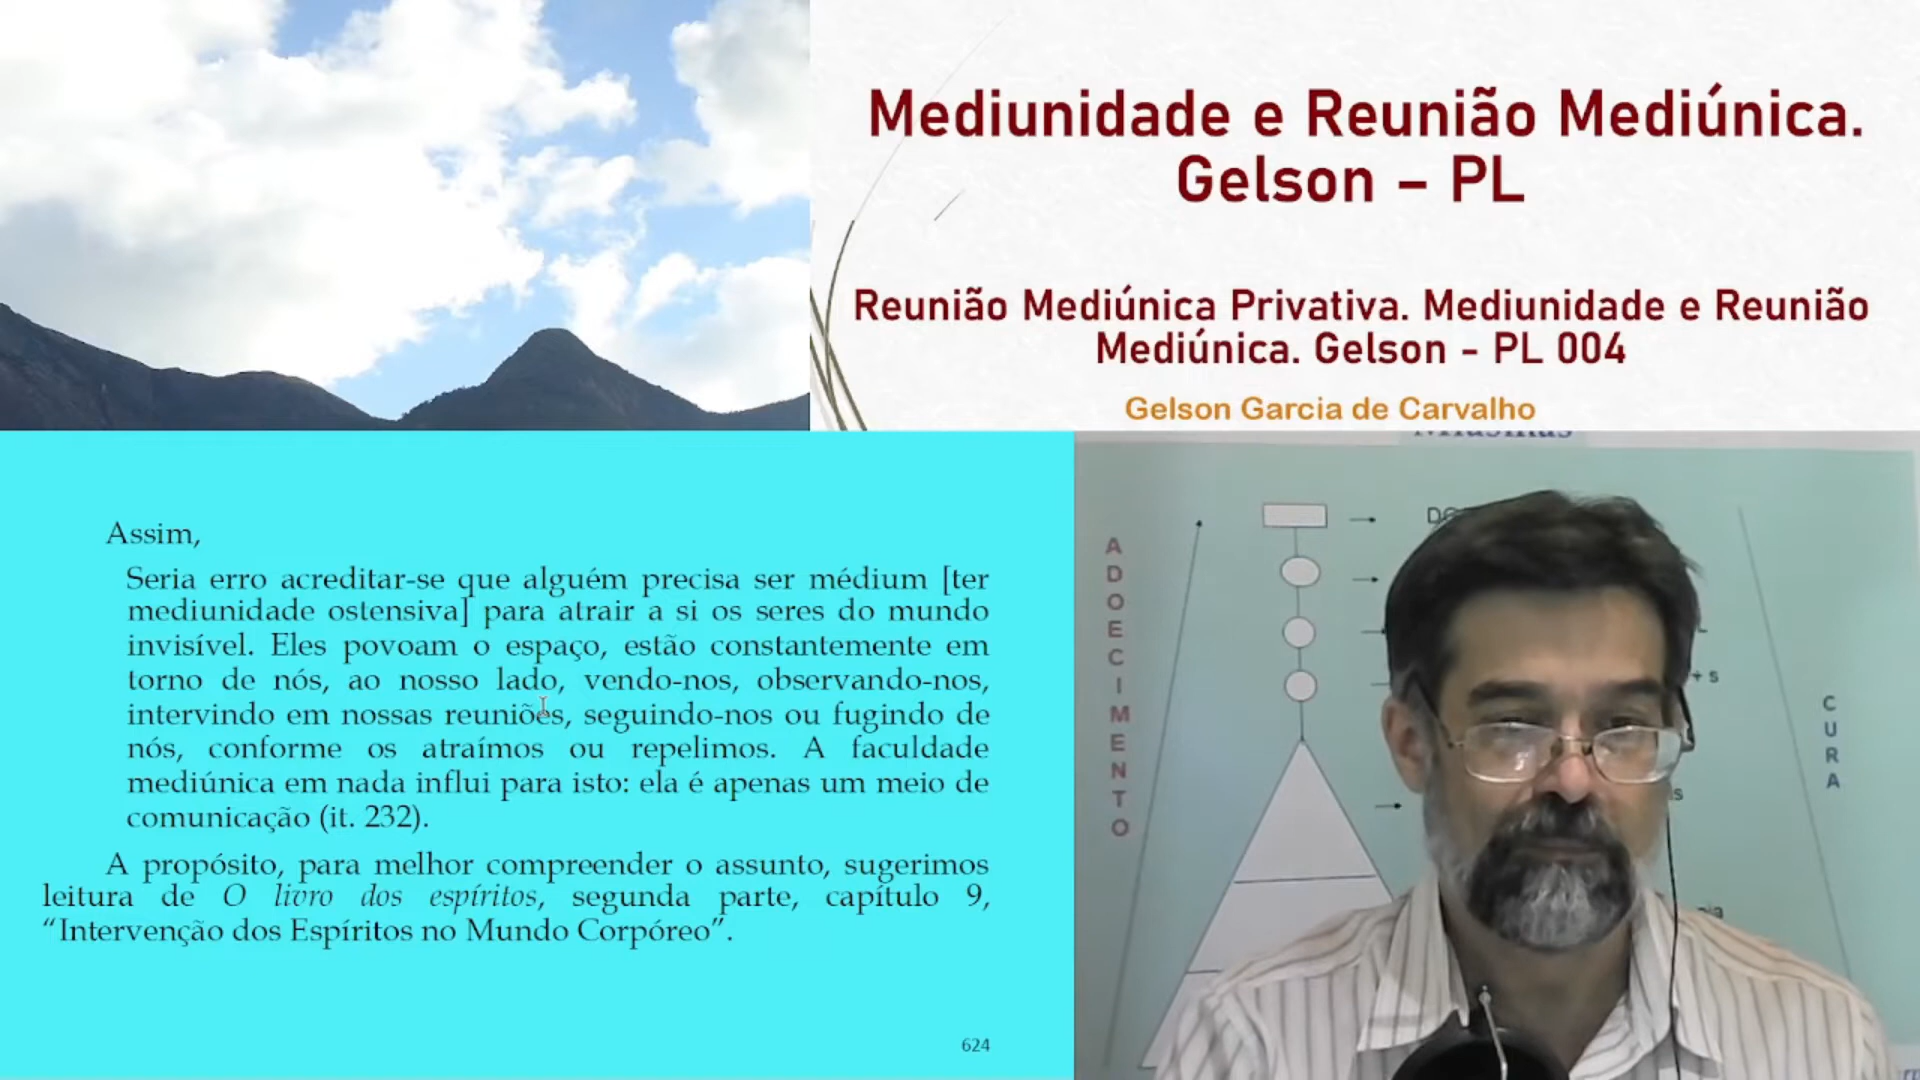 Mediunidade e Reunião Mediúnica.
Gelson – PL
Reunião Mediúnica Privativa. Mediunidade e Reunião
Mediúnica. Gelson - PL 004
Gelson Garcia de Carvalho
Assim,
Seria erro acreditar-se que alguém precisa ser médium [ter
mediunidade ostensiva] para atrair a si os seres do mundo
invisível. Eles povoam o espaço, estão constantemente em
torno de nós, ao nosso lado, vendo-nos, observando-nos,
intervindo em nossas reuniões, seguindo-nos ou fugindo de
nós, conforme os atraímos ou repelimos. A faculdade
mediúnica em nada influi para isto: ela é apenas um meio de
comunicação (it. 232).
A propósito, para melhor compreender o assunto, sugerimos
leitura de O livro dos espíritos, segunda parte, capítulo 9,
“Intervenção dos Espíritos no Mundo Corpóreo”.
624
ADOECIMENTO
CURA